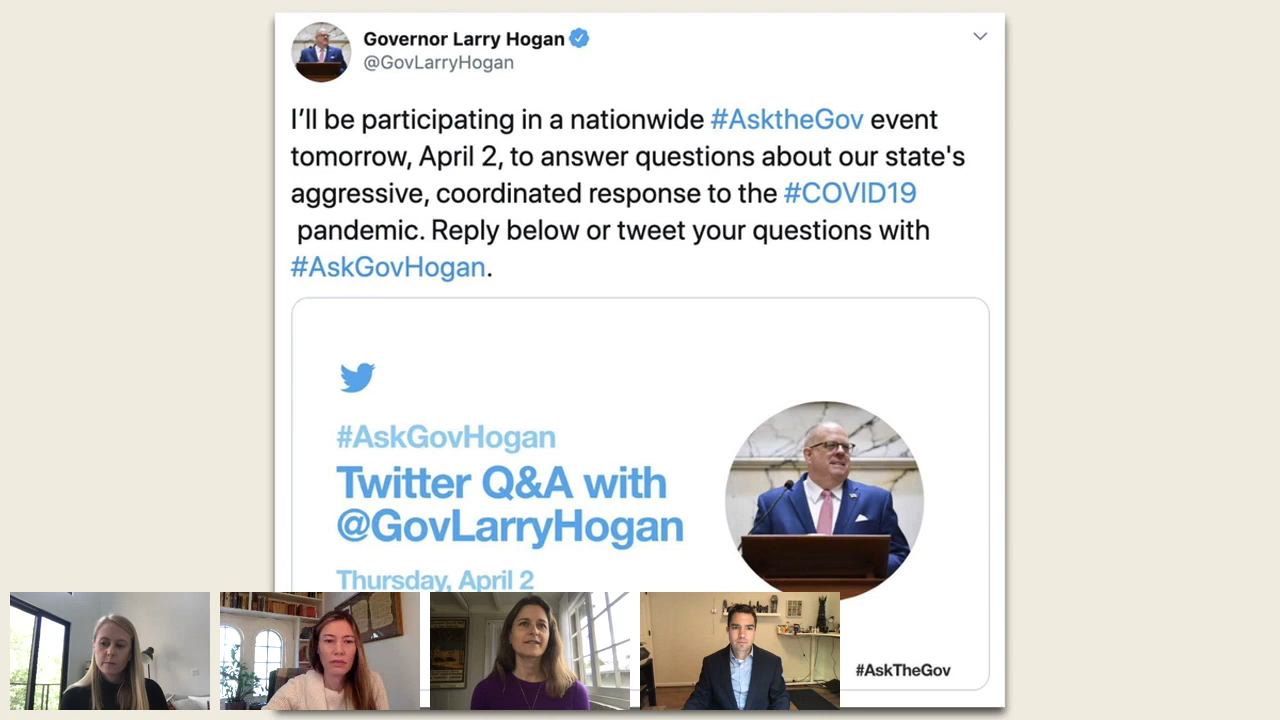 Governor Larry Hogan
@GovLarryHogan
I’ll be participating in a nationwide #AsktheGov event
tomorrow, April 2, to answer questions about our state's
aggressive, coordinated response to the #COVID19
pandemic. Reply below or tweet your questions with
#AskGovHogan.
#AskGovHogan
Twitter Q&A with
@GovLarryHogan
Thursday, April 2
#AskTheGov